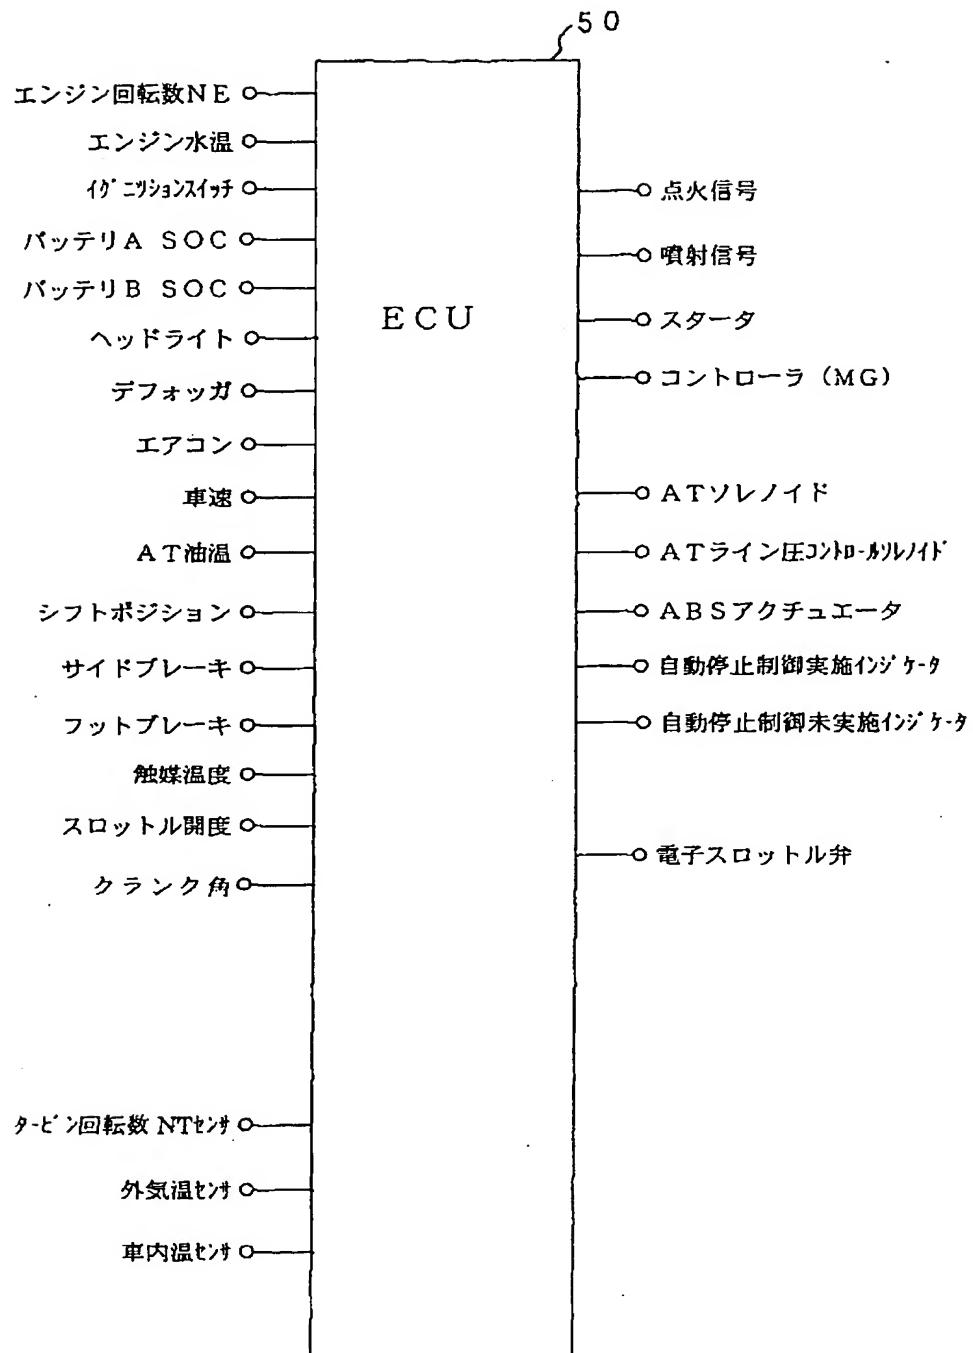 50
エンジン回転数NE
エンジン水温
イグニツションスイッチ
バッテリA SOC
バッテリB SOC
ヘッドライト
デフォッガ
エアコン
車速
AT油温
シフトポジション
サイドブレーキ
フットブレーキ
触媒温度
スロットル開度
クランク角
タービン回転数 NTセンサ
外気温センサ
車内温センサ
ECU
点火信号
噴射信号
スタータ
コントローラ (MG)
ATソレノイド
ATライン圧コントロールソレノイド
ABSアクチュエータ
自動停止制御実施インジケータ
自動停止制御未実施インジケータ
電子スロットル弁